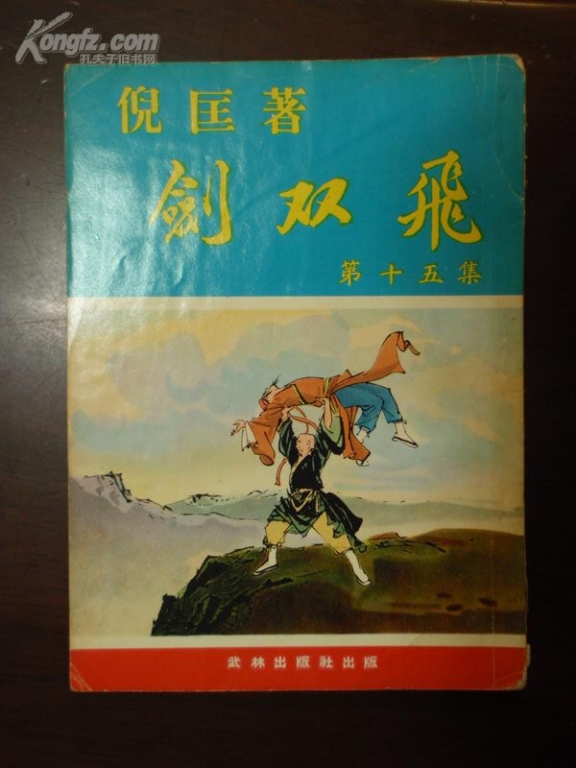 Kongfz.com
孔夫子旧书网
倪匡著
劍双飛
第十五集
武林出版社出版